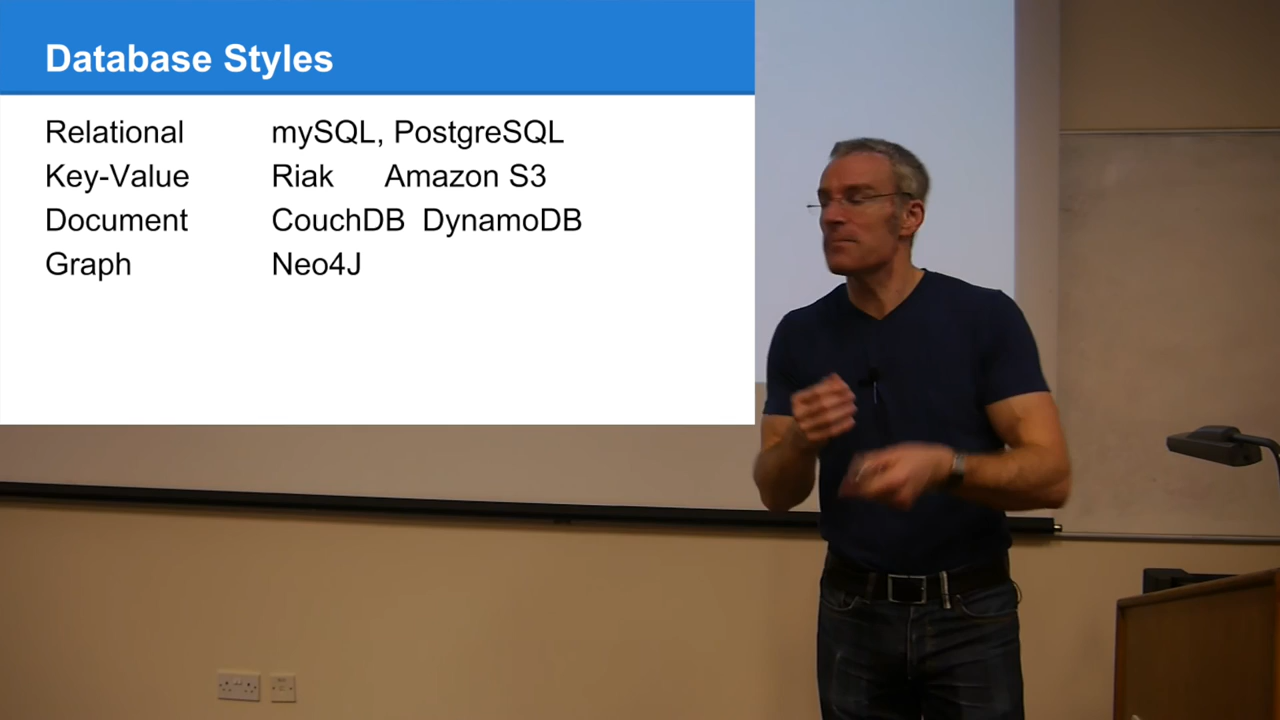 Database Styles
Relational mySQL, PostgreSQL
Key-Value Riak Amazon S3
Document CouchDB DynamoDB
Graph Neo4J